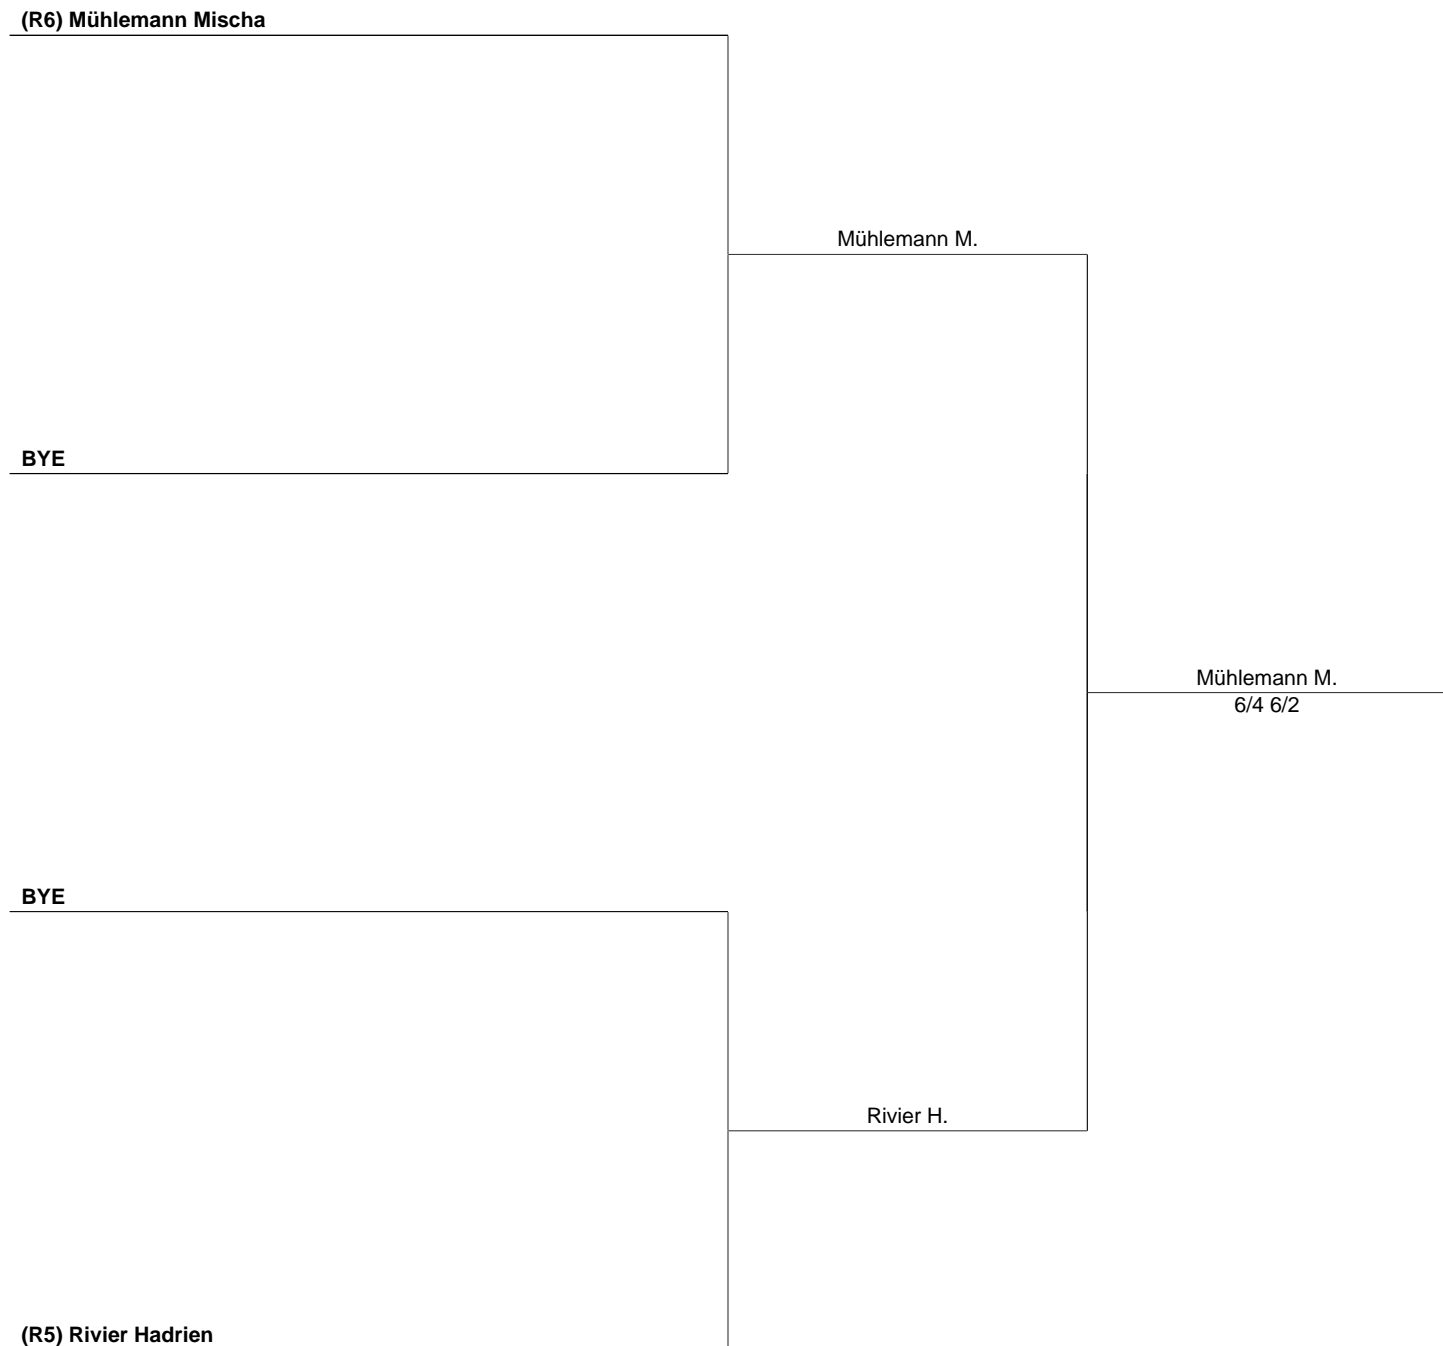 (R6) Mühlemann Mischa
Mühlemann M.
BYE
Mühlemann M.
6/4 6/2
BYE
Rivier H.
(R5) Rivier Hadrien